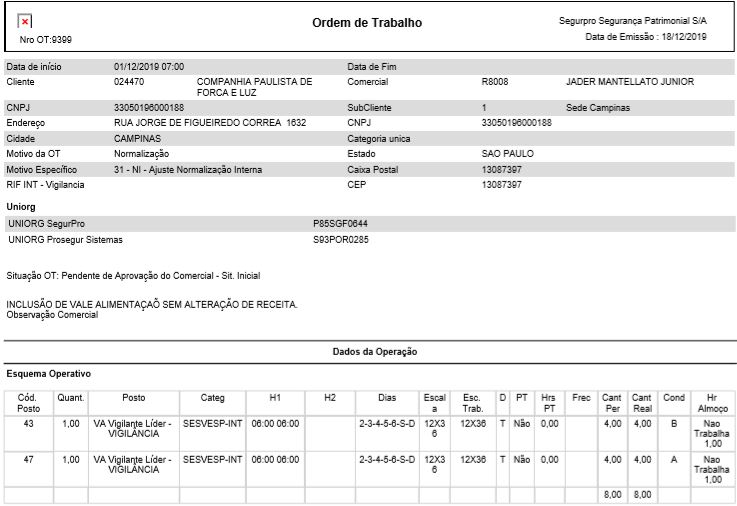 Ordem de Trabalho
Segurpro Segurança Patrimonial S/A
Nro OT:9399
Data de Emissão : 18/12/2019
Data de início 01/12/2019 07:00 Data de Fim
Cliente 024470 COMPANHIA PAULISTA DE FORCA E LUZ Comercial R8008 JADER MANTELLATO JUNIOR
CNPJ 33050196000188 SubCliente 1 Sede Campinas
Endereço RUA JORGE DE FIGUEIREDO CORREA 1632 CNPJ 33050196000188
Cidade CAMPINAS Categoria unica
Motivo da OT Normalização Estado SAO PAULO
Motivo Específico 31 - NI - Ajuste Normalização Interna Caixa Postal 13087397
RIF INT - Vigilancia CEP 13087397
Uniorg
UNIORG SegurPro P85SGF0644
UNIORG Prosegur Sistemas S93POR0285
Situação OT: Pendente de Aprovação do Comercial - Sit. Inicial
INCLUSÃO DE VALE ALIMENTAÇAÕ SEM ALTERAÇÃO DE RECEITA.
Observação Comercial
Dados da Operação
Esquema Operativo
Cód. Posto Quant. Posto Categ H1 H2 Dias Escal a Esc. Trab. D PT Hrs PT Frec Cant Per Cant Real Cond Hr Almoço
43 1,00 VA Vigilante Líder - VIGILÂNCIA SESVESP-INT 06:00 06:00 2-3-4-5-6-S-D 12X3 6 12X36 T Não 0,00 4,00 4,00 B Nao Trabalha 1,00
47 1,00 VA Vigilante Líder - VIGILÂNCIA SESVESP-INT 06:00 06:00 2-3-4-5-6-S-D 12X3 6 12X36 T Não 0,00 4,00 4,00 A Nao Trabalha 1,00
8,00 8,00